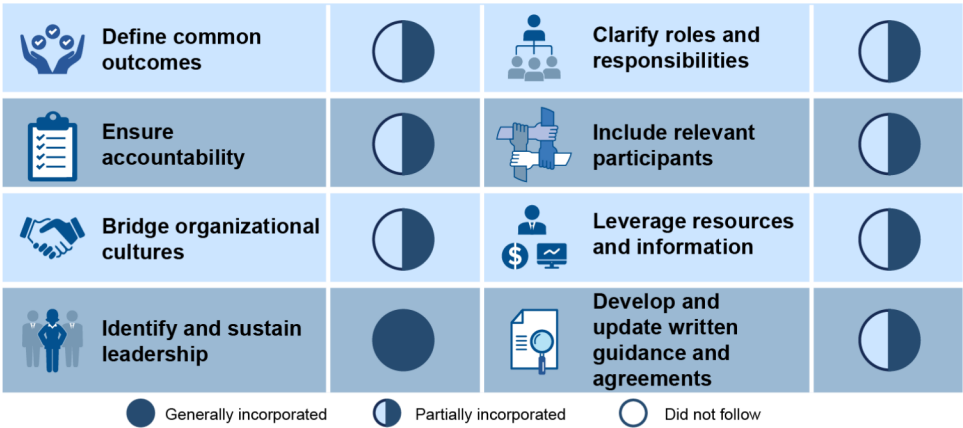 Define common
outcomes
Clarify roles and
responsibilities
Ensure
accountability
Include relevant
participants
Bridge organizational
cultures
Leverage resources
and information
Identify and sustain
leadership
Develop and
update written
guidance and
agreements
Generally incorporated
Partially incorporated
Did not follow